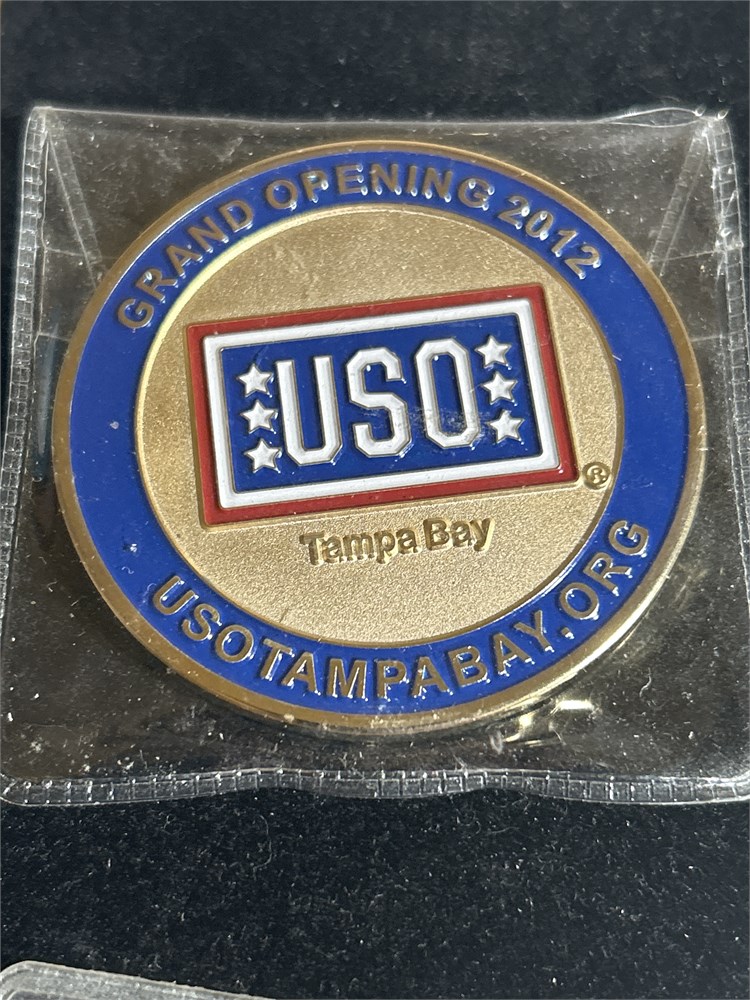 GRAND OPENING 2012
USO
®
Tampa Bay
USOTAMPABAY.ORG